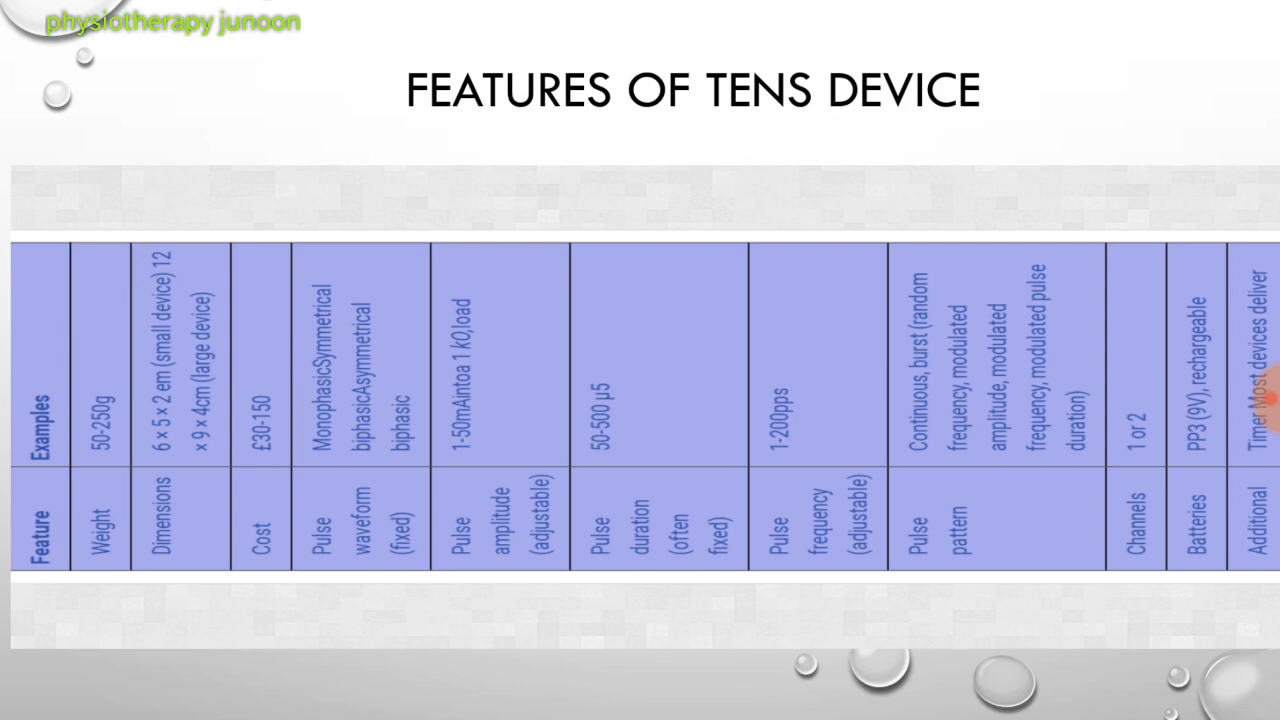 physiotherapy junoon
FEATURES OF TENS DEVICE
Feature
Examples
Weight
50-250g
Dimensions
6 x 5 x 2 em (small device) 12
x 9 x 4cm (large device)
Cost
£30-150
Pulse
waveform
(fixed)
MonophasicSymmetrical
biphasicAsymmetrical
biphasic
Pulse
amplitude
(adjustable)
1-50mAintoa 1 kO,load
Pulse
duration
(often
fixed)
50-500 µ5
Pulse
frequency
(adjustable)
1-200pps
Pulse
pattern
Continuous, burst (random
frequency, modulated
amplitude, modulated
frequency, modulated pulse
duration)
Channels
1 or 2
Batteries
PP3 (9V), rechargeable
Additional
Timer Most devices deliver